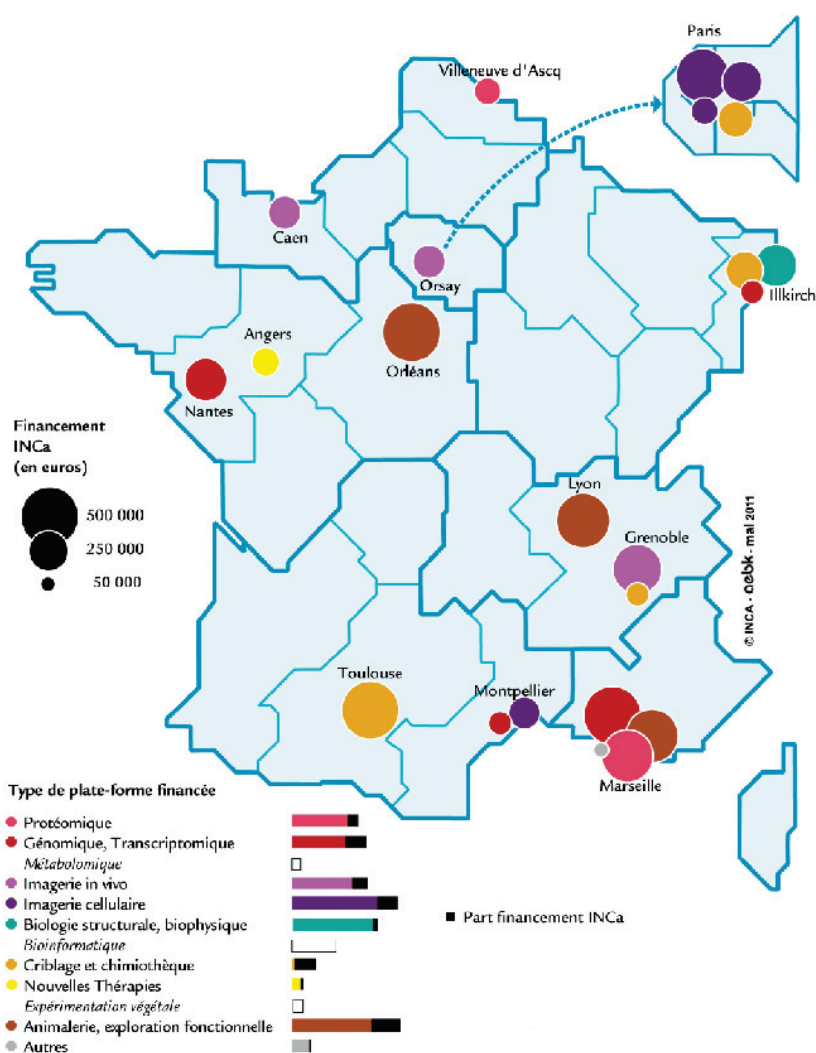 Paris
Villeneuve d'Ascq
Caen
Orsay
Illkirch
Angers
Orléans
Nantes
Financement
INCa
(en euros)
500 000
250 000
50 000
Lyon
Grenoble
© INCA - oebk - mai 2011
Toulouse
Montpellier
Marseille
Type de plate-forme financée
Protéomique
Génomique, Transcriptomique
Métabolomique
Imagerie in vivo
Imagerie cellulaire
Biologie structurale, biophysique
Part financement INCa
Bioinformatique
Criblage et chimiothèque
Nouvelles Thérapies
Expérimentation végétale
Animalerie, exploration fonctionnelle
Autres